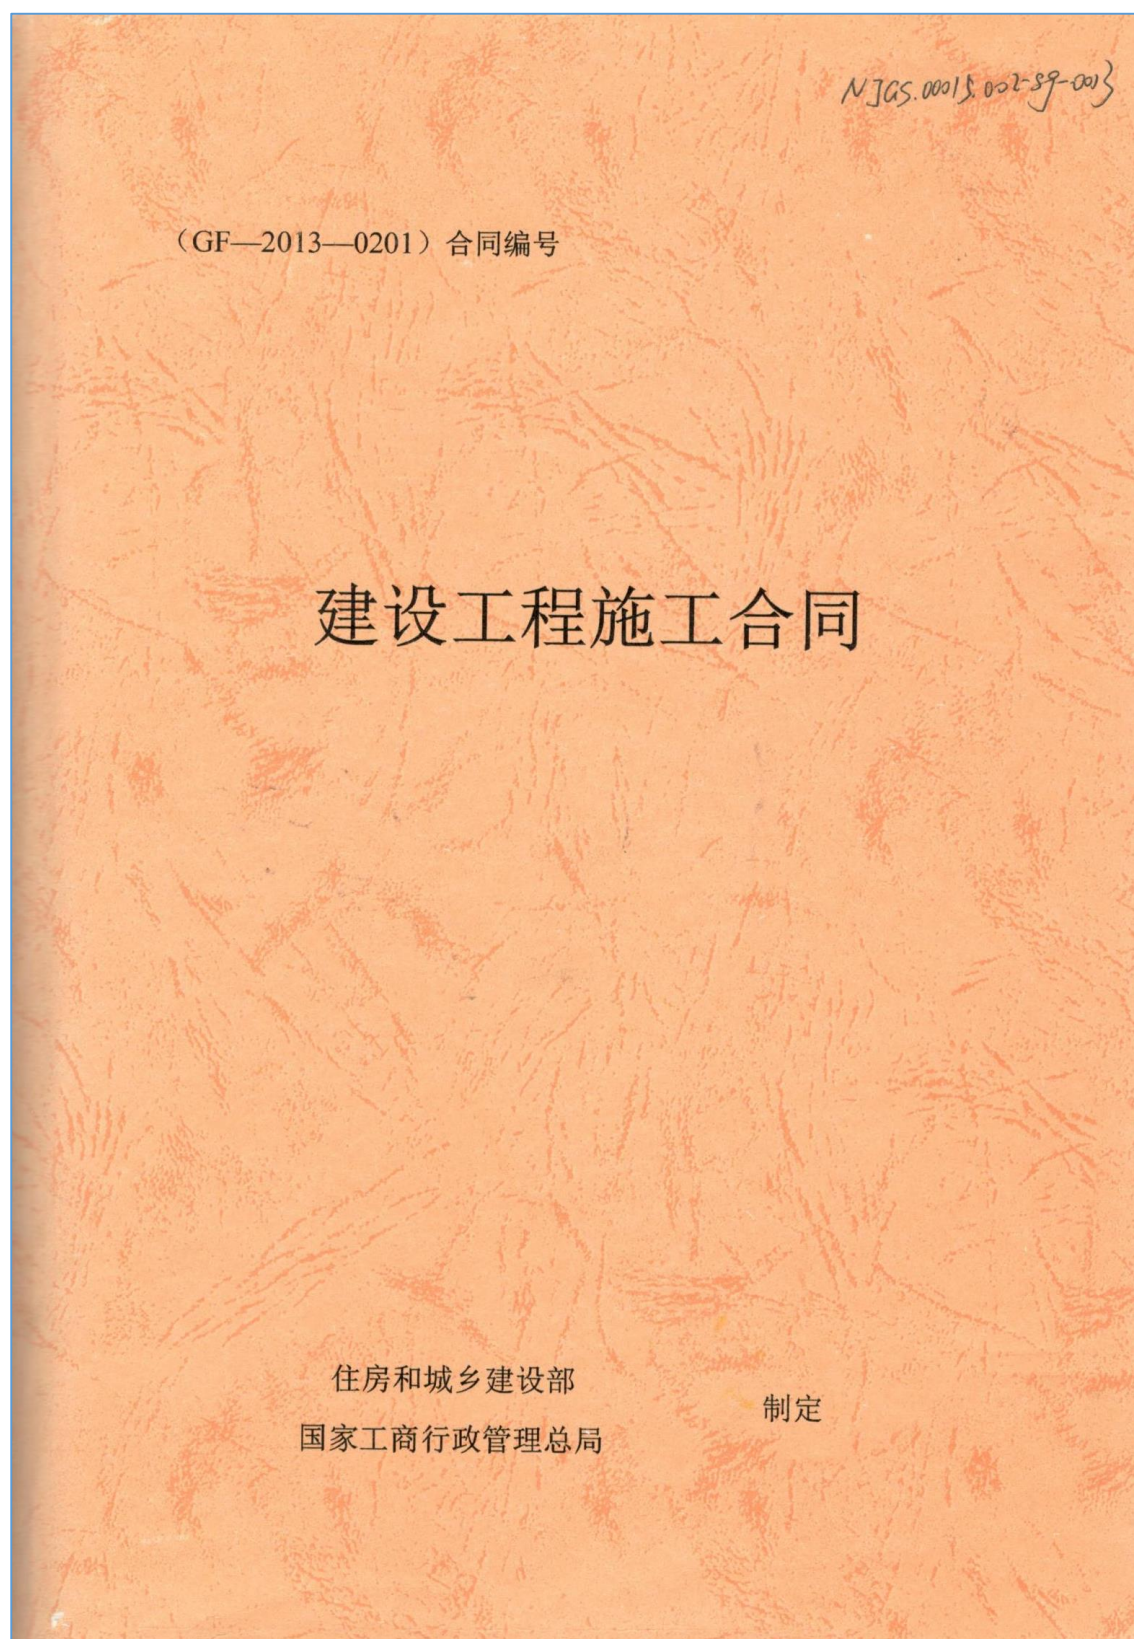 NJGS.00015.002-sg-0013
（GF—2013—0201）合同编号
建设工程施工合同
住房和城乡建设部
制定
国家工商行政管理总局